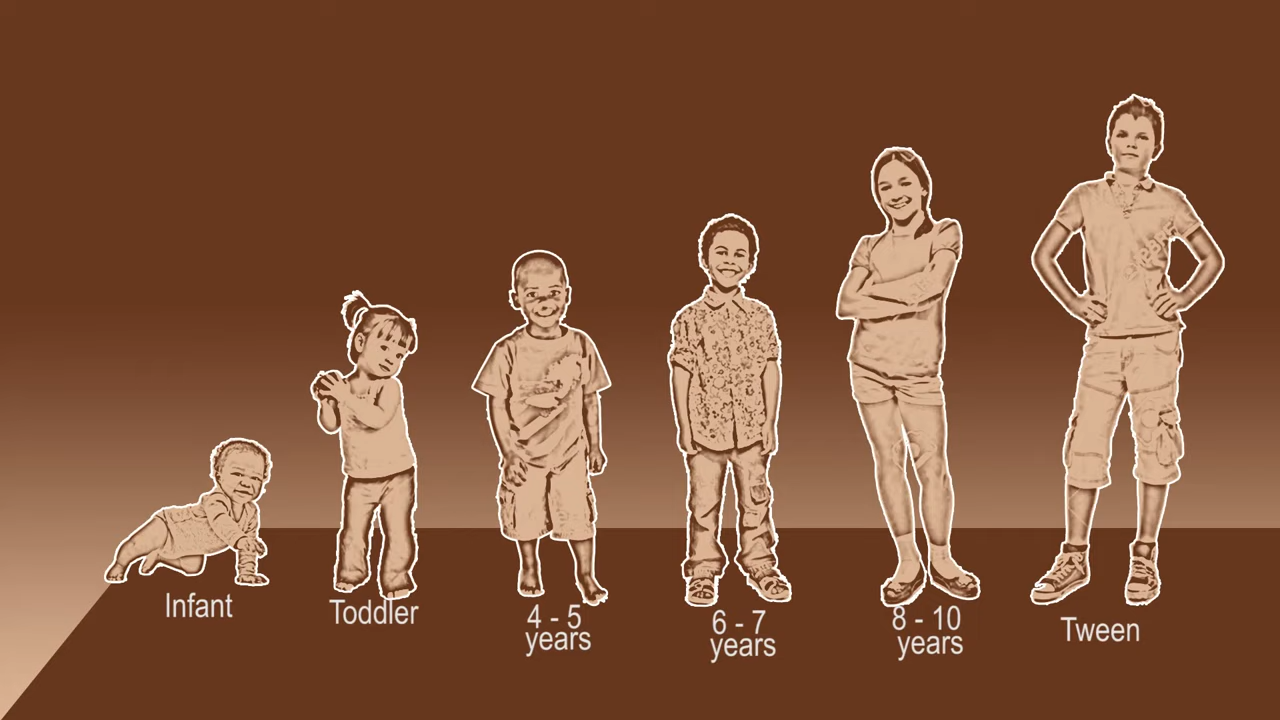 Infant
Toddler
4 - 5
years
6 - 7
years
8 - 10
years
Tween